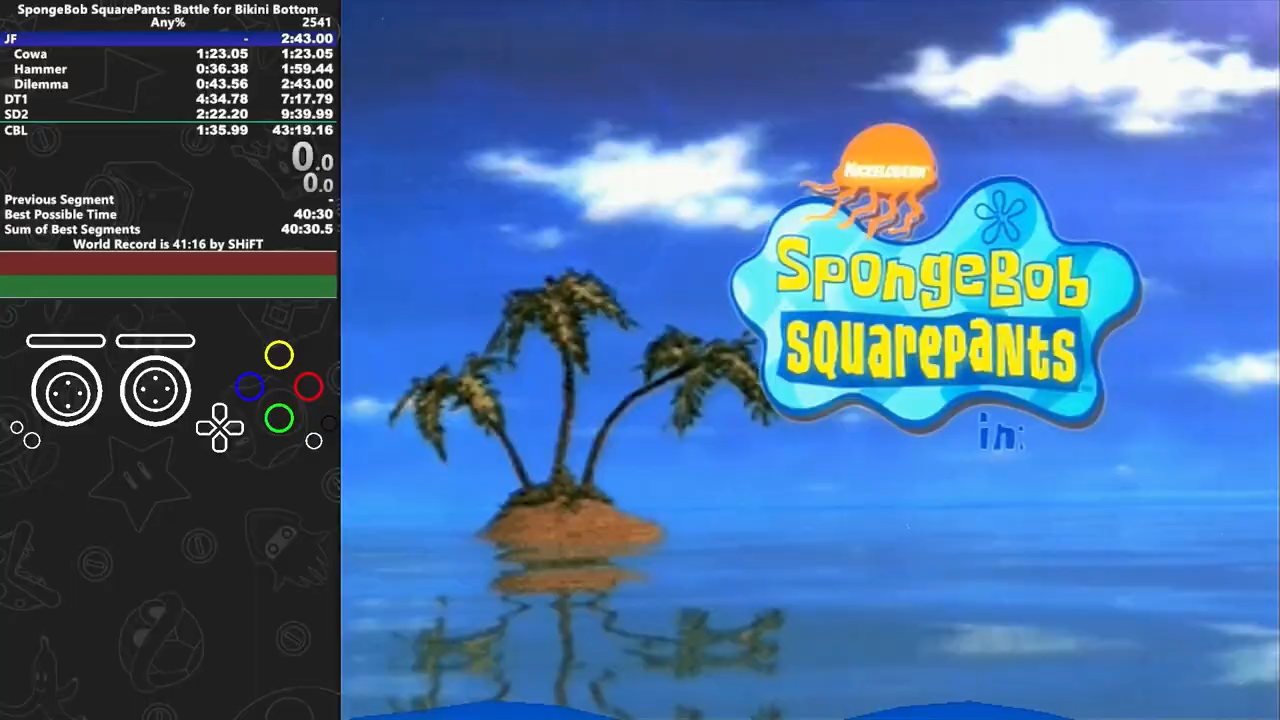 SpongeBob SquarePants: Battle for Bikini Bottom
Any% 2541
JF - 2:43.00
Cowa 1:23.05 1:23.05
Hammer 0:36.38 1:59.44
Dilemma 0:43.56 2:43.00
DT1 4:34.78 7:17.79
SD2 2:22.20 9:39.99
CBL 1:35.99 43:19.16
0.0
0.0
Previous Segment -
Best Possible Time 40:30
Sum of Best Segments 40:30.5
World Record is 41:16 by SHiFT
NICKELODEON
SpongeBob
SQUAREPANTS
in: